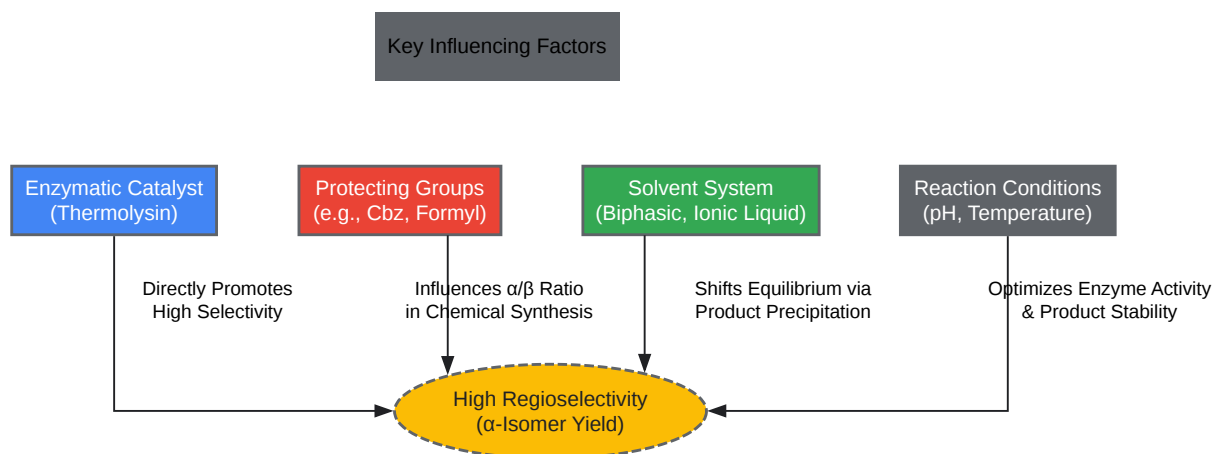 Key Influencing Factors
Enzymatic Catalyst
(Thermolysin)
Protecting Groups
(e.g., Cbz, Formyl)
Solvent System
(Biphasic, Ionic Liquid)
Reaction Conditions
(pH, Temperature)
Directly Promotes
High Selectivity
Influences α/β Ratio
in Chemical Synthesis
Shifts Equilibrium via
Product Precipitation
Optimizes Enzyme Activity
& Product Stability
High Regioselectivity
(α-Isomer Yield)